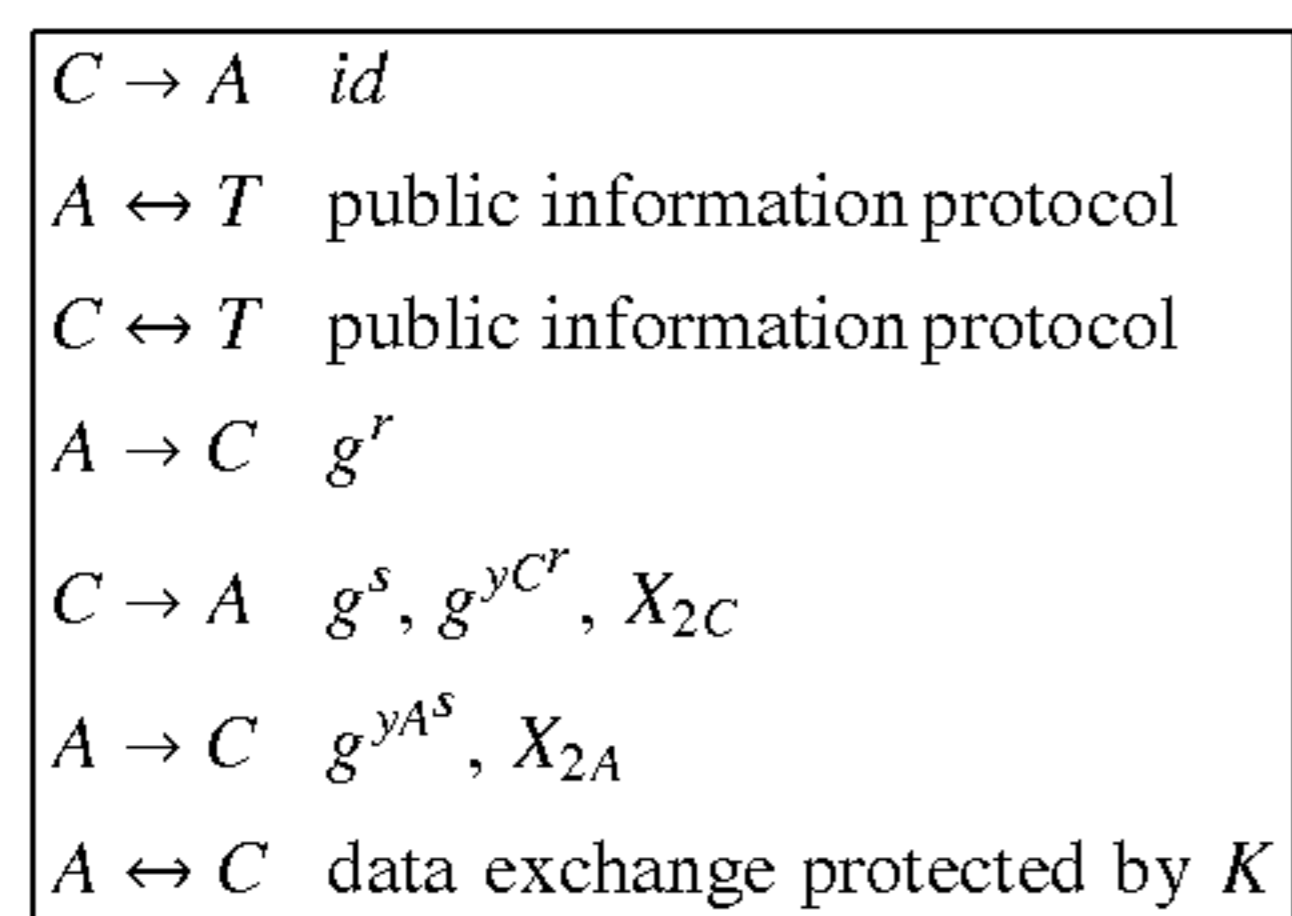 C → A id
A ↔ T public information protocol
C ↔ T public information protocol
A → C g^r
C → A g^s, g^{yC^r}, X_{2C}
A → C g^{yA^s}, X_{2A}
A ↔ C data exchange protected by K